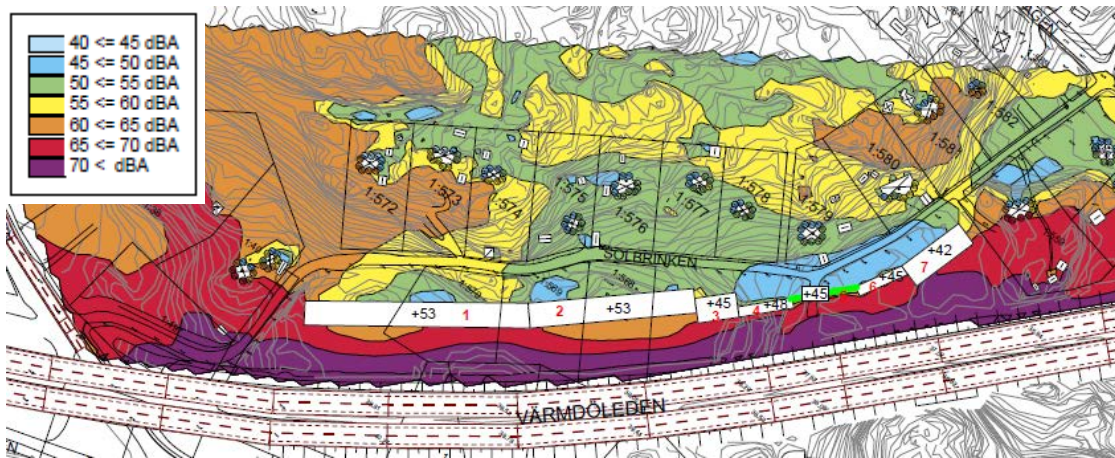 40 <= 45 dBA
45 <= 50 dBA
50 <= 55 dBA
55 <= 60 dBA
60 <= 65 dBA
65 <= 70 dBA
70 < dBA
1:582
1:580
1:572
1:573
1:574
1:575
1:576
1:577
1:578
1:579
SOLBRINKEN
+53 1 2 +53
+45
3
+48
4
+45
+45
6
+42
7
VÄRMDÖLEDEN